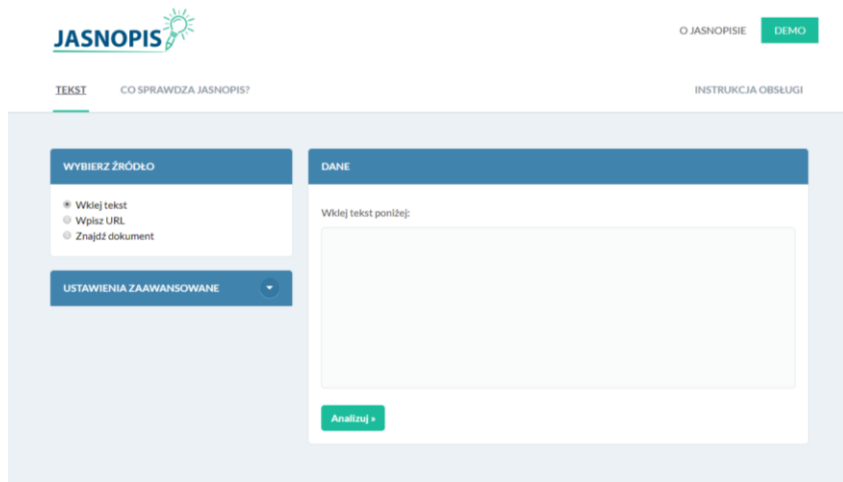 JASNOPIS
O JASNOPISIE
DEMO
TEKST
CO SPRAWDZA JASNOPIS?
INSTRUKCJA OBSŁUGI
WYBIERZ ŹRÓDŁO
Wklej tekst
Wpisz URL
Znajdź dokument
USTAWIENIA ZAAWANSOWANE
DANE
Wklej tekst poniżej:
Analizuj »